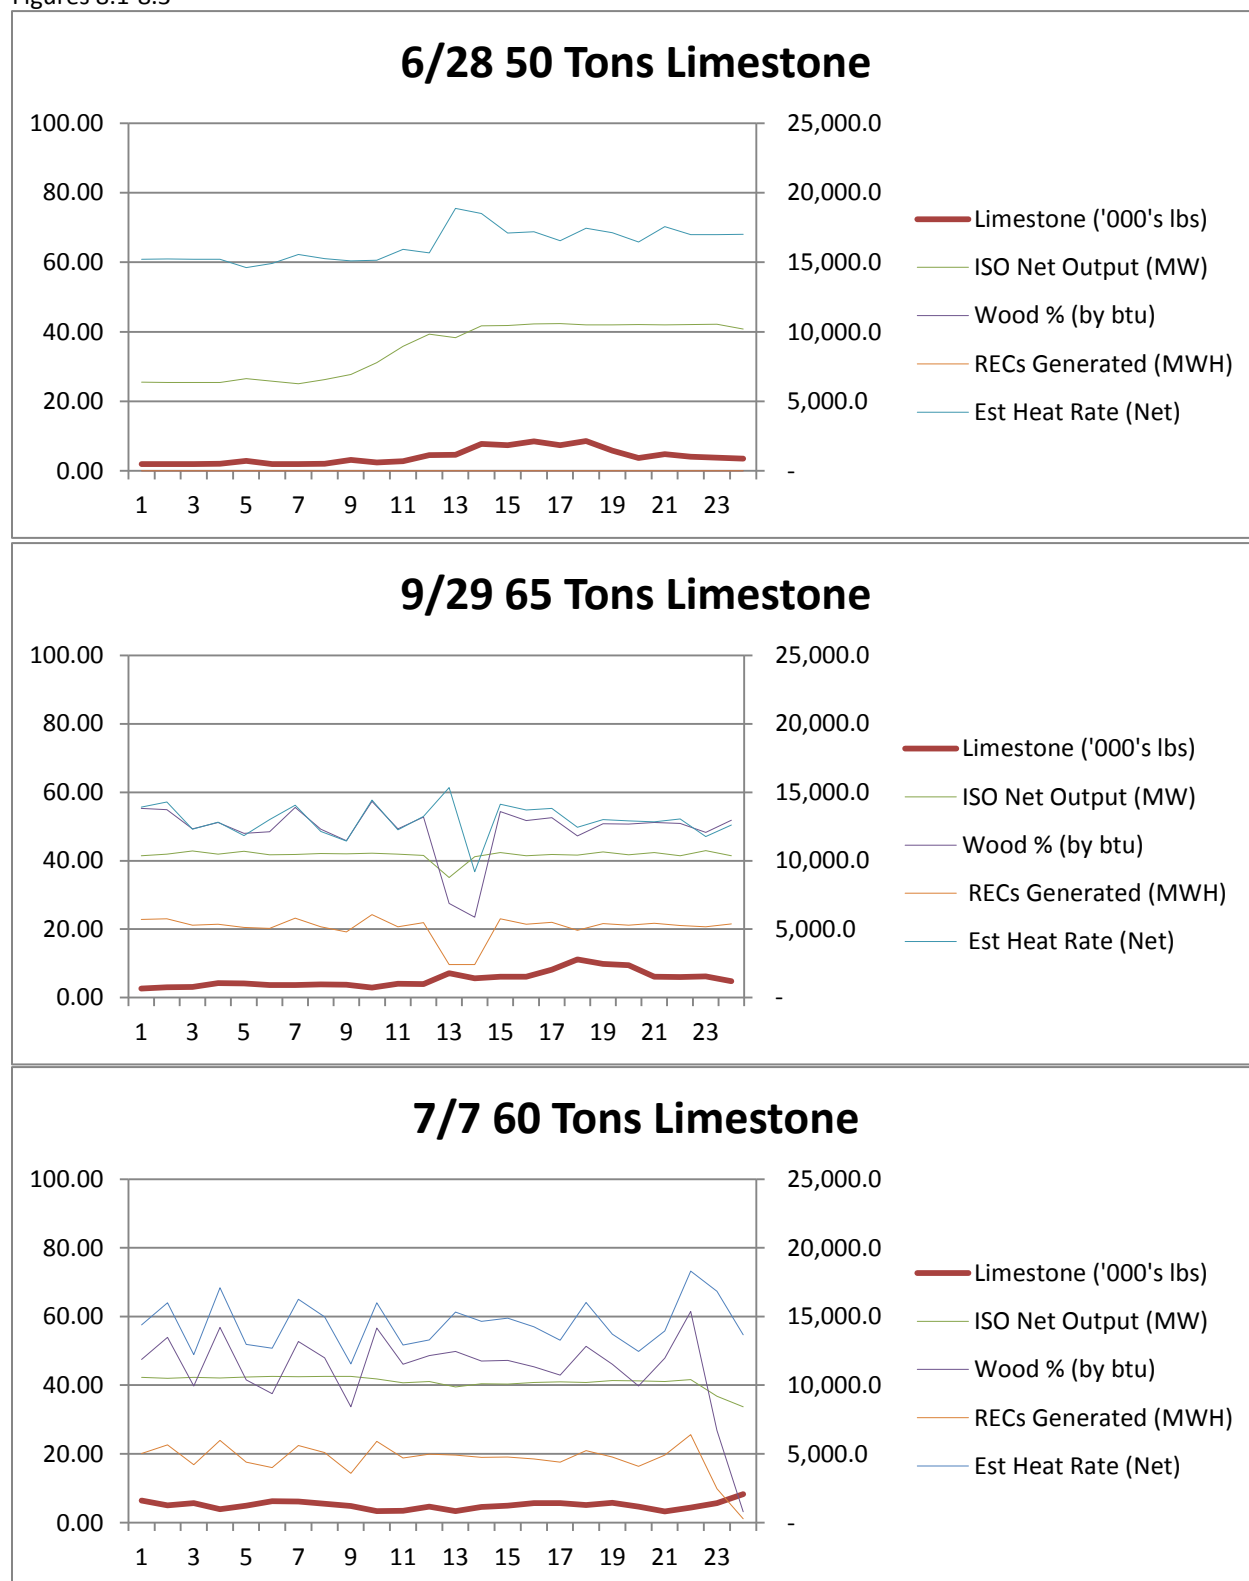 Figures 8.1-8.3
6/28 50 Tons Limestone
100.00
80.00
60.00
40.00
20.00
0.00
25,000.0
20,000.0
15,000.0
10,000.0
5,000.0
-
1 3 5 7 9 11 13 15 17 19 21 23
Limestone ('000's lbs)
ISO Net Output (MW)
Wood % (by btu)
RECs Generated (MWH)
Est Heat Rate (Net)
9/29 65 Tons Limestone
100.00
80.00
60.00
40.00
20.00
0.00
25,000.0
20,000.0
15,000.0
10,000.0
5,000.0
-
1 3 5 7 9 11 13 15 17 19 21 23
Limestone ('000's lbs)
ISO Net Output (MW)
Wood % (by btu)
RECs Generated (MWH)
Est Heat Rate (Net)
7/7 60 Tons Limestone
100.00
80.00
60.00
40.00
20.00
0.00
25,000.0
20,000.0
15,000.0
10,000.0
5,000.0
-
1 3 5 7 9 11 13 15 17 19 21 23
Limestone ('000's lbs)
ISO Net Output (MW)
Wood % (by btu)
RECs Generated (MWH)
Est Heat Rate (Net)